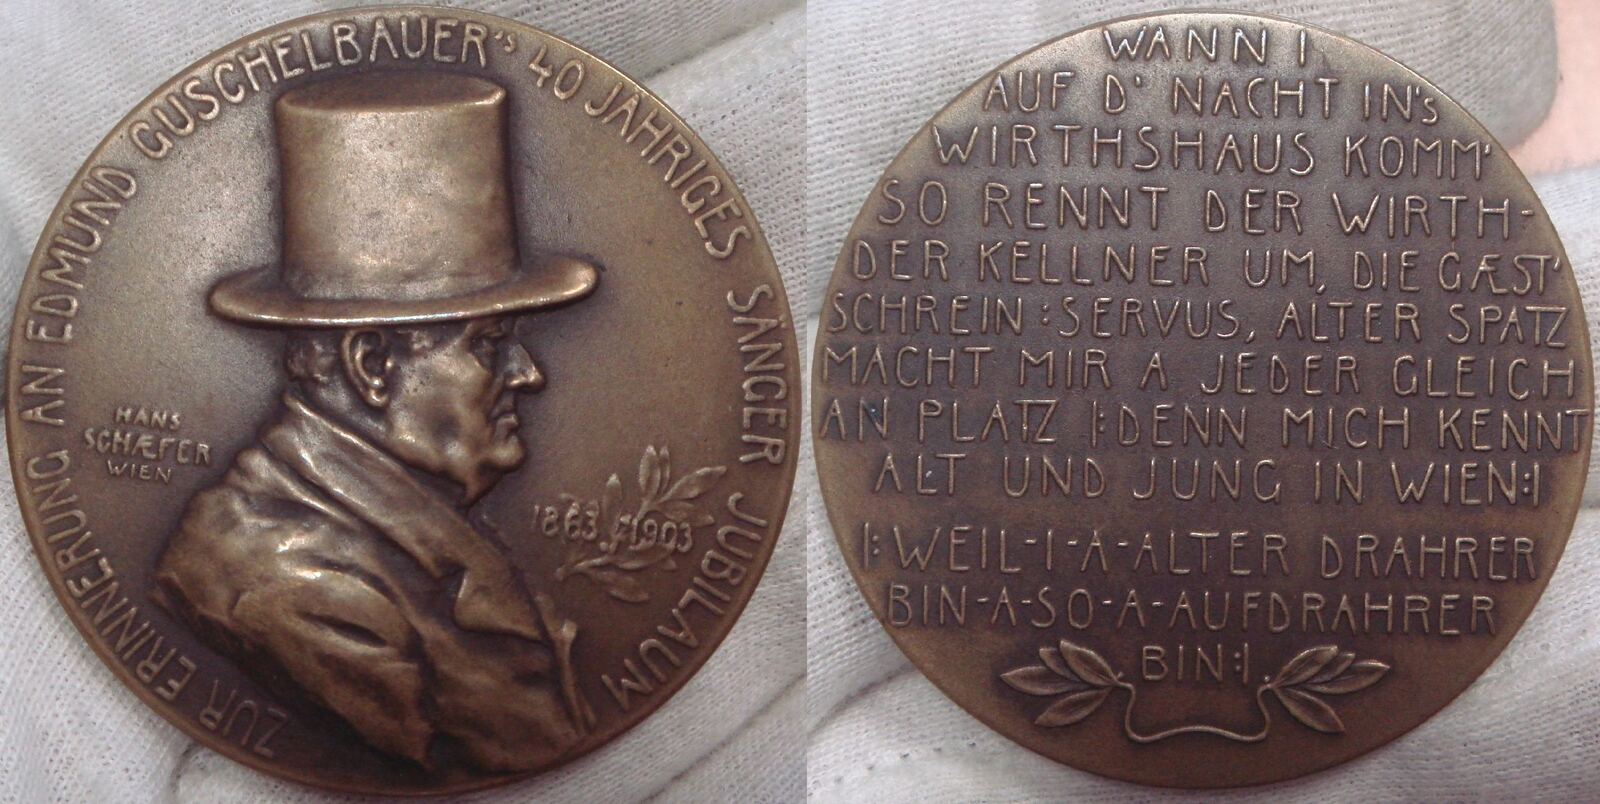 ZUR ERINNERUNG AN EDMUND GUSCHELBAUER's 40 JÄHRIGES SÄNGER JUBILÄUM
HANS
SCHÆFER
WIEN
1863-1903
WANN I
AUF D' NACHT IN's
WIRTHSHAUS KOMM'
SO RENNT DER WIRTH-
DER KELLNER UM, DIE GÆST'
SCHREIN: SERVUS, ALTER SPATZ
MACHT MIR A JEDER GLEICH
AN PLATZ |: DENN MICH KENNT
ALT UND JUNG IN WIEN :|
|: WEIL-I-A-ALTER DRAHRER
BIN-A-SO-A-AUFDRAHRER
BIN :|.